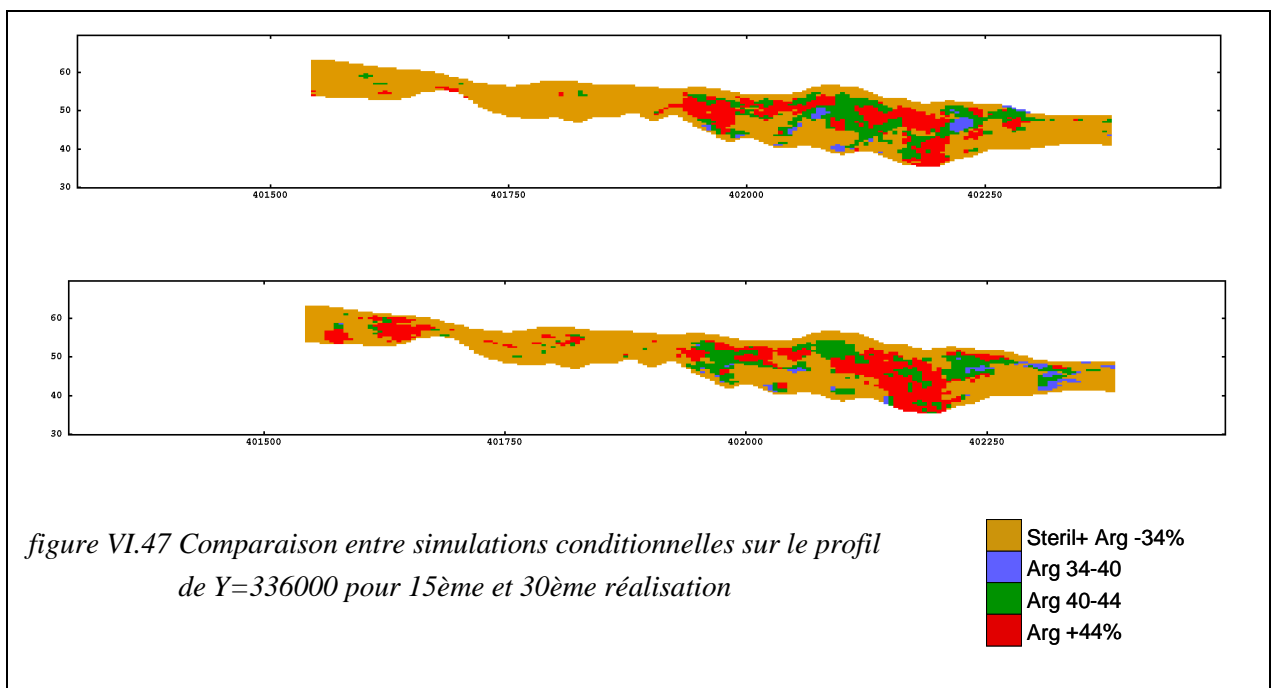 60
50
40
30
401500 401750 402000 402250
60
50
40
30
401500 401750 402000 402250
figure VI.47 Comparaison entre simulations conditionnelles sur le profil
de Y=336000 pour 15ème et 30ème réalisation
Steril+ Arg -34%
Arg 34-40
Arg 40-44
Arg +44%